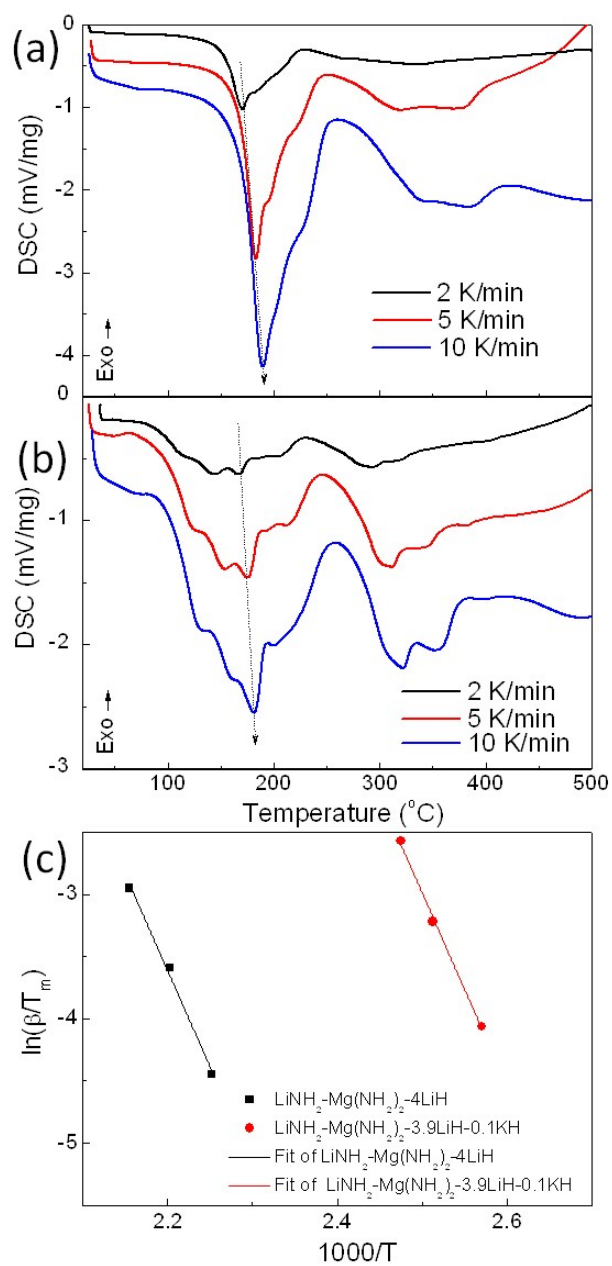 (a)
0
-1
-2
-3
-4
DSC (mV/mg)
Exo
2 K/min
5 K/min
10 K/min
(b)
0
-1
-2
-3
DSC (mV/mg)
Exo
2 K/min
5 K/min
10 K/min
100 200 300 400 500
Temperature (°C)
(c)
-3
-4
-5
ln(β/Tm)
LiNH2-Mg(NH2)2-4LiH
LiNH2-Mg(NH2)2-3.9LiH-0.1KH
Fit of LiNH2-Mg(NH2)2-4LiH
Fit of LiNH2-Mg(NH2)2-3.9LiH-0.1KH
2.2 2.4 2.6
1000/T